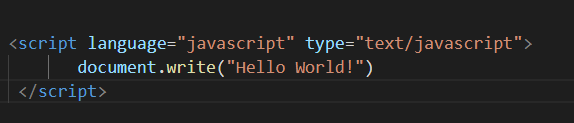 <script language="javascript" type="text/javascript">
document.write("Hello World!")
</script>